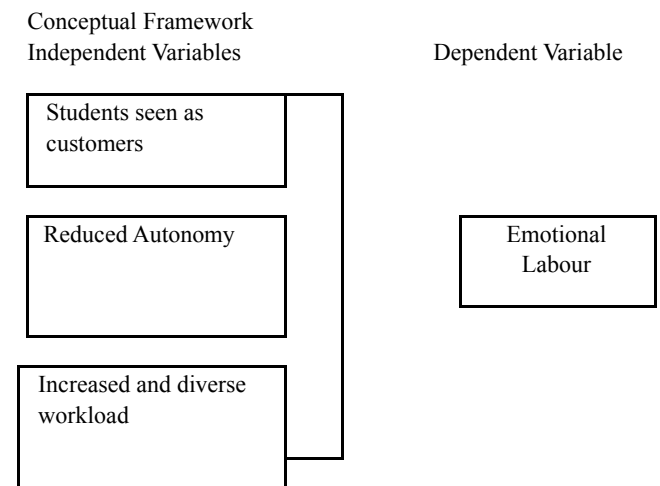 Conceptual Framework
Independent Variables
Dependent Variable
Students seen as
customers
Reduced Autonomy
Emotional
Labour
Increased and diverse
workload